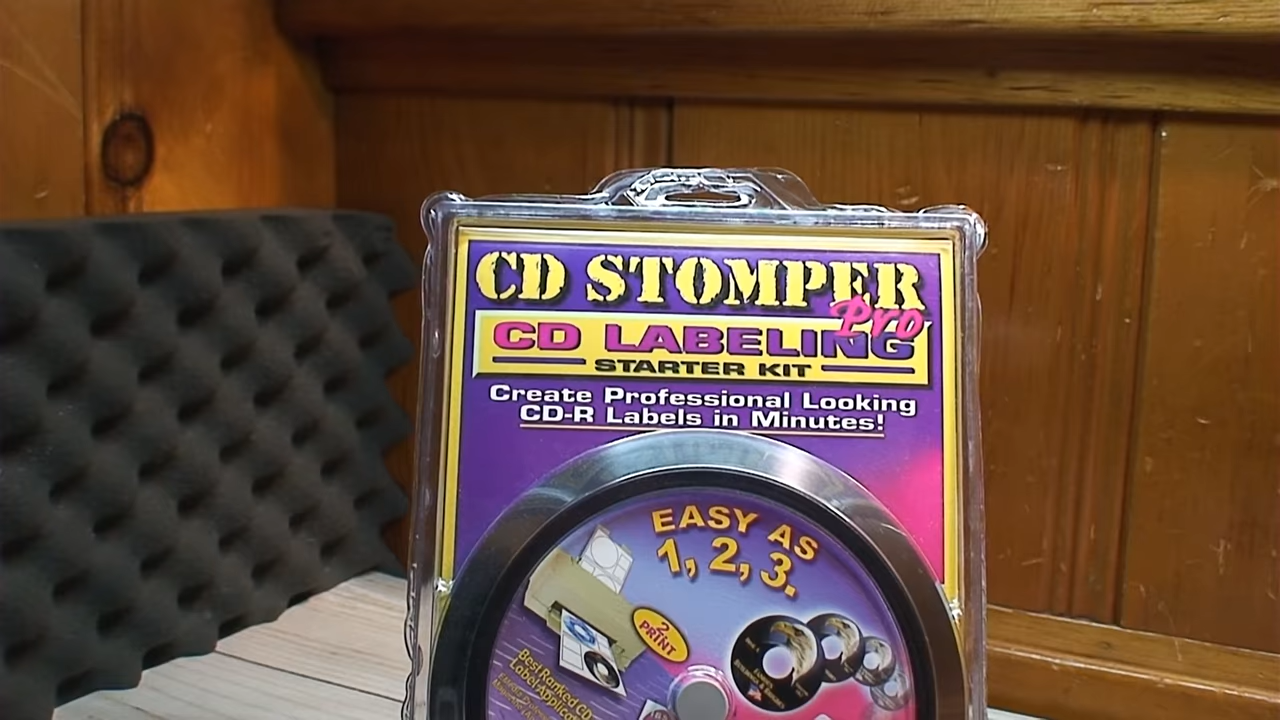 CD STOMPER
Pro
CD LABELING
STARTER KIT
Create Professional Looking
CD-R Labels in Minutes!
EASY AS
1, 2, 3.
2
PRINT
Best Ranked CD
Label